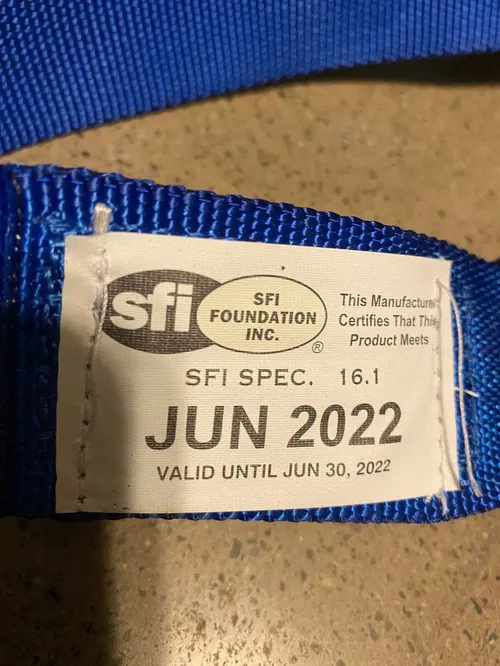 sfi
SFI
FOUNDATION
INC.
®
This Manufacturer
Certifies That This
Product Meets
SFI SPEC. 16.1
JUN 2022
VALID UNTIL JUN 30, 2022